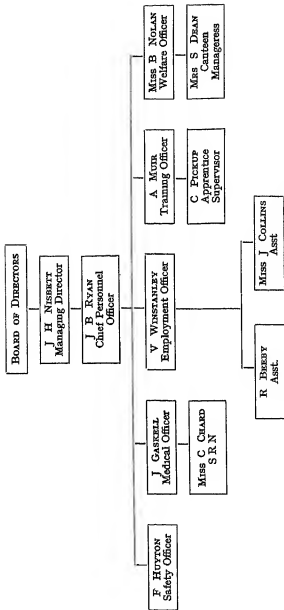 BOARD OF DIRECTORS
J H NISBETT
Managing Director
J B RYAN
Chief Personnel
Officer
F HUYTON
Safety Officer
J GASKELL
Medical Officer
V WINSTANLEY
Employment Officer
A MUIR
Training Officer
MISS B NOLAN
Welfare Officer
MISS C CHARD
S R N
C PICKUP
Apprentice
Supervisor
MRS S DEAN
Canteen
Manageress
R BEEBY
Asst.
MISS J COLLINS
Asst